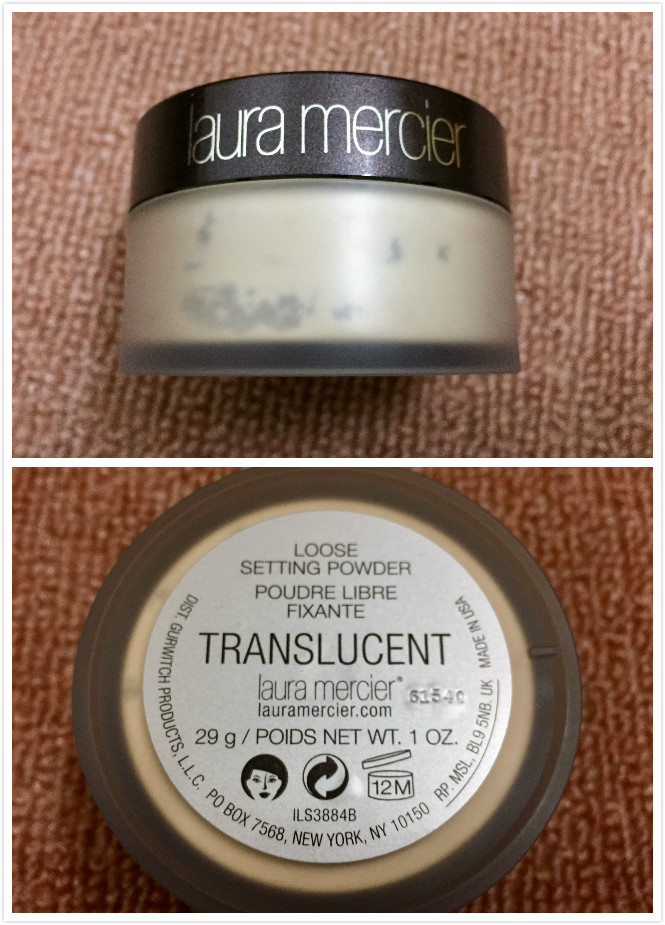 laura mercier
LOOSE
SETTING POWDER
POUDRE LIBRE
FIXANTE
TRANSLUCENT
laura mercier®
lauramercier.com
29 g / POIDS NET WT. 1 OZ.
12M
ILS3884B
DIST. GURWITCH PRODUCTS, L.L.C. PO BOX 7568, NEW YORK, NY 10150
RP. MSL, BL9 5NB. UK
MADE IN USA